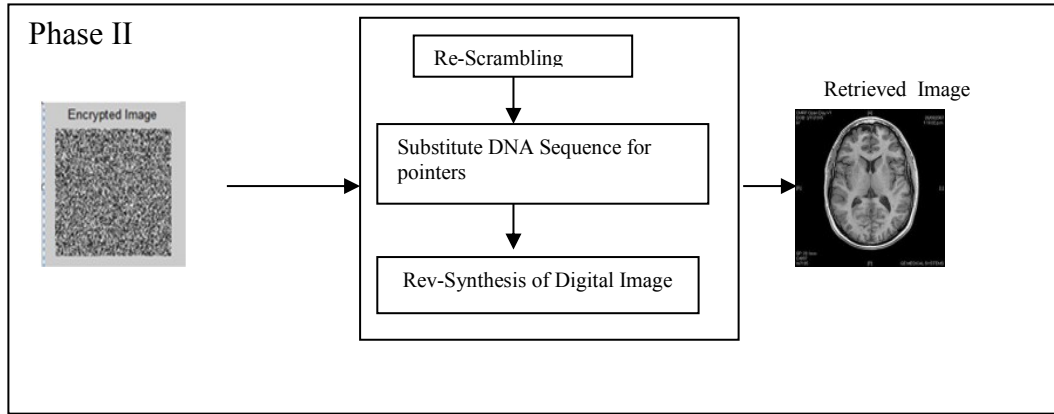 Phase II
Encrypted Image
Re-Scrambling
Substitute DNA Sequence for
pointers
Rev-Synthesis of Digital Image
Retrieved Image